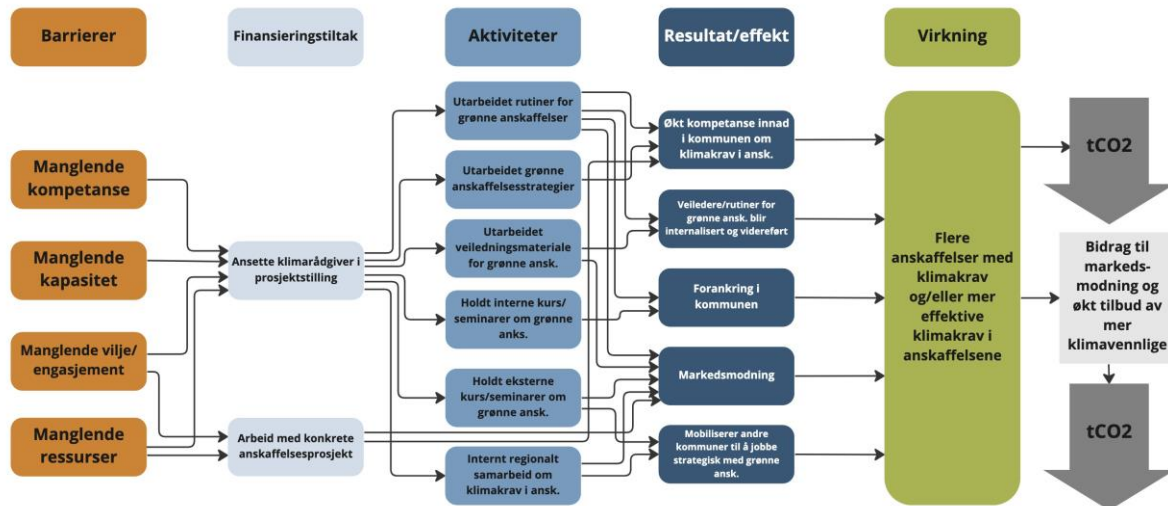 Barrierer
Finansieringstiltak
Aktiviteter
Resultat/effekt
Virkning
Manglende
kompetanse
Manglende
kapasitet
Manglende vilje/
engasjement
Manglende
ressurser
Ansette klimarådgiver i
prosjektstilling
Arbeid med konkrete
anskaffelsesprosjekt
Utarbeidet rutiner for
grønne anskaffelser
Utarbeidet grønne
anskaffelsesstrategier
Utarbeidet
veiledningsmateriale
for grønne ansk.
Holdt interne kurs/
seminarer om grønne
anks.
Holdt eksterne
kurs/seminarer om
grønne ansk.
Internt regionalt
samarbeid om
klimakrav i ansk.
Økt kompetanse innad
i kommunen om
klimakrav i ansk.
Veiledere/rutiner for
grønne ansk. blir
internalisert og videreført
Forankring i
kommunen
Markedsmodning
Mobiliserer andre
kommuner til å jobbe
strategisk med grønne
ansk.
Flere
anskaffelser med
klimakrav
og/eller mer
effektive
klimakrav i
anskaffelsene
tCO2
Bidrag til
markeds-
modning og
økt tilbud av
mer
klimavennlige
tCO2